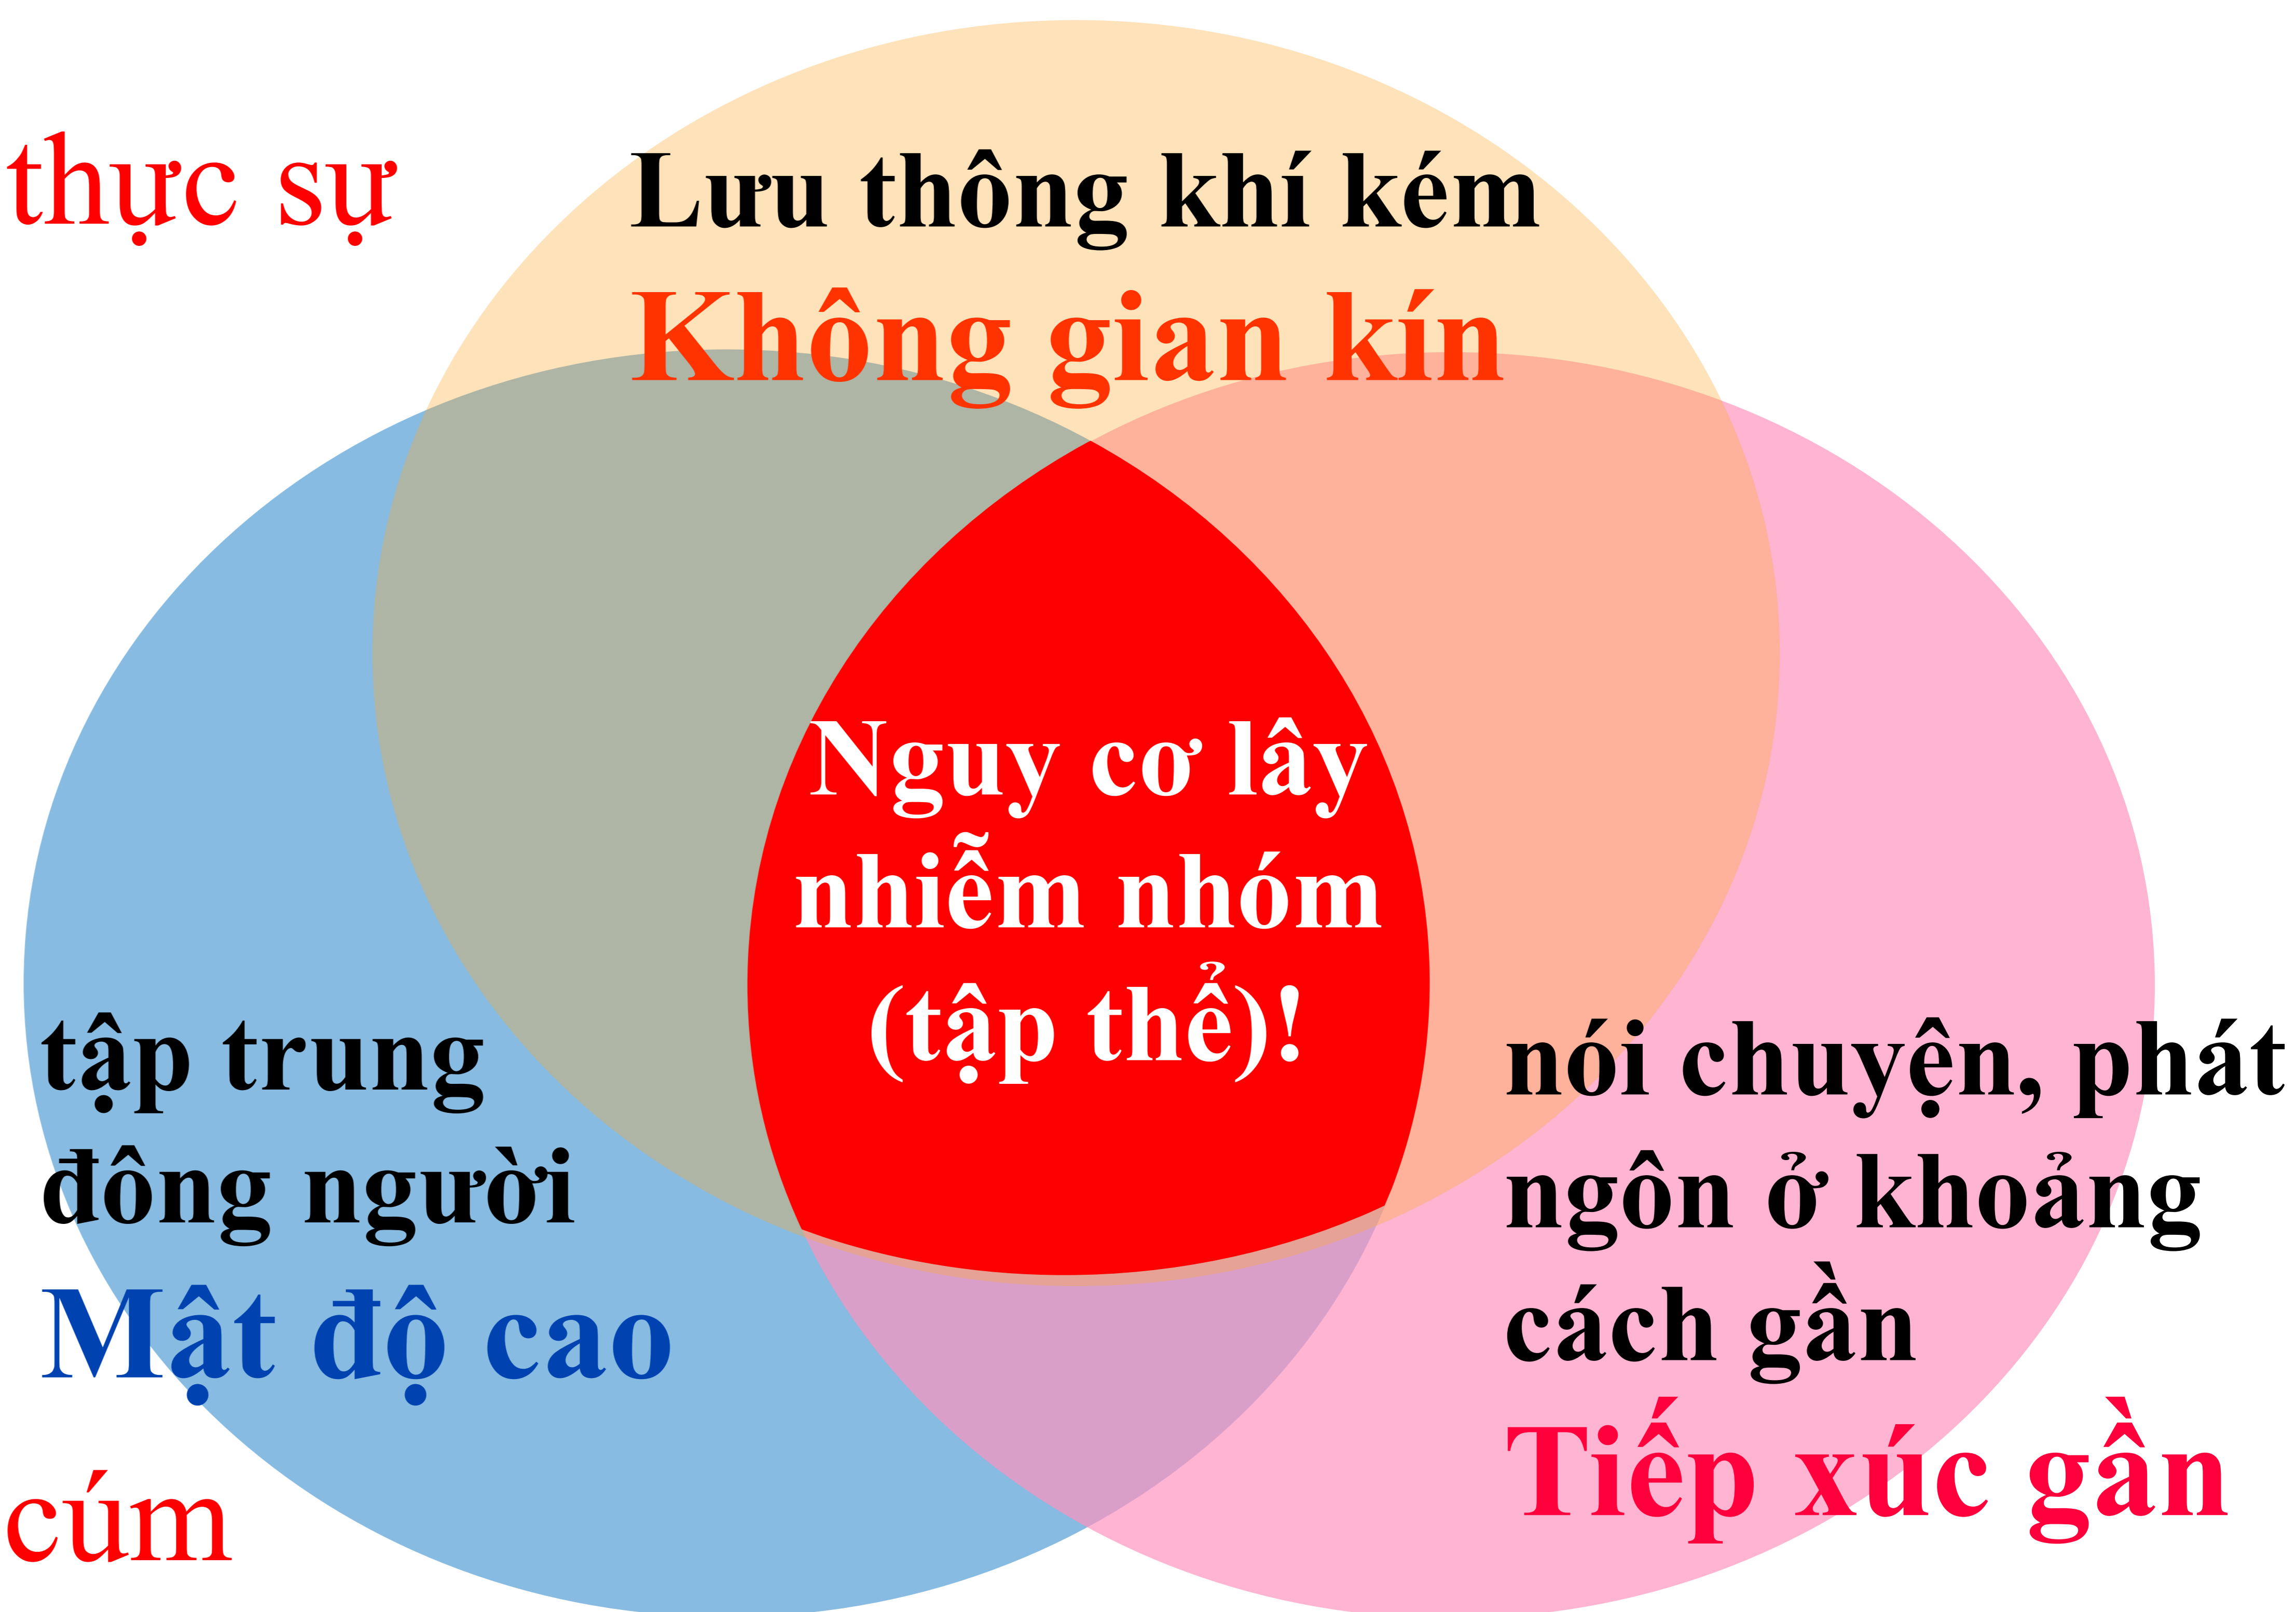 thực sự
Lưu thông khí kém
Không gian kín
Nguy cơ lây
nhiễm nhóm
(tập thể)!
tập trung
đông người
Mật độ cao
nói chuyện, phát
ngôn ở khoảng
cách gần
Tiếp xúc gần
cúm